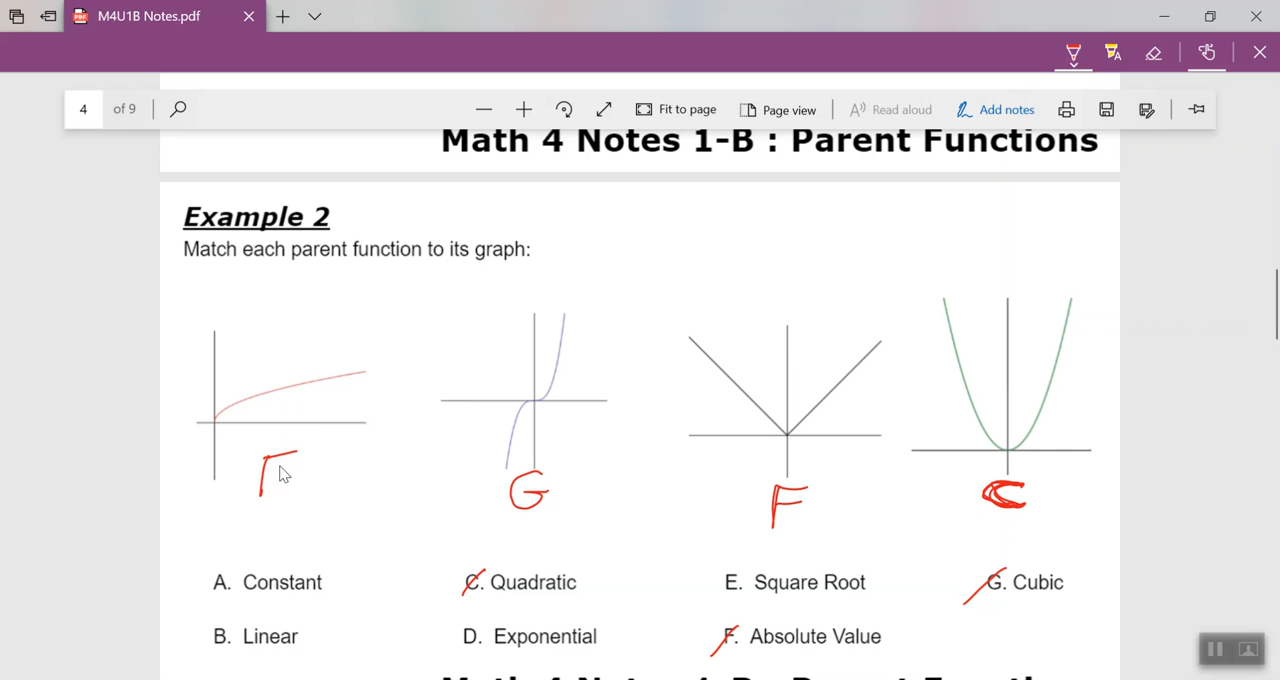 M4U1B Notes.pdf
4 of 9 Fit to page Page view Read aloud Add notes
Math 4 Notes 1-B : Parent Functions
Example 2
Match each parent function to its graph:
G F C
A. Constant C. Quadratic E. Square Root G. Cubic
B. Linear D. Exponential F. Absolute Value